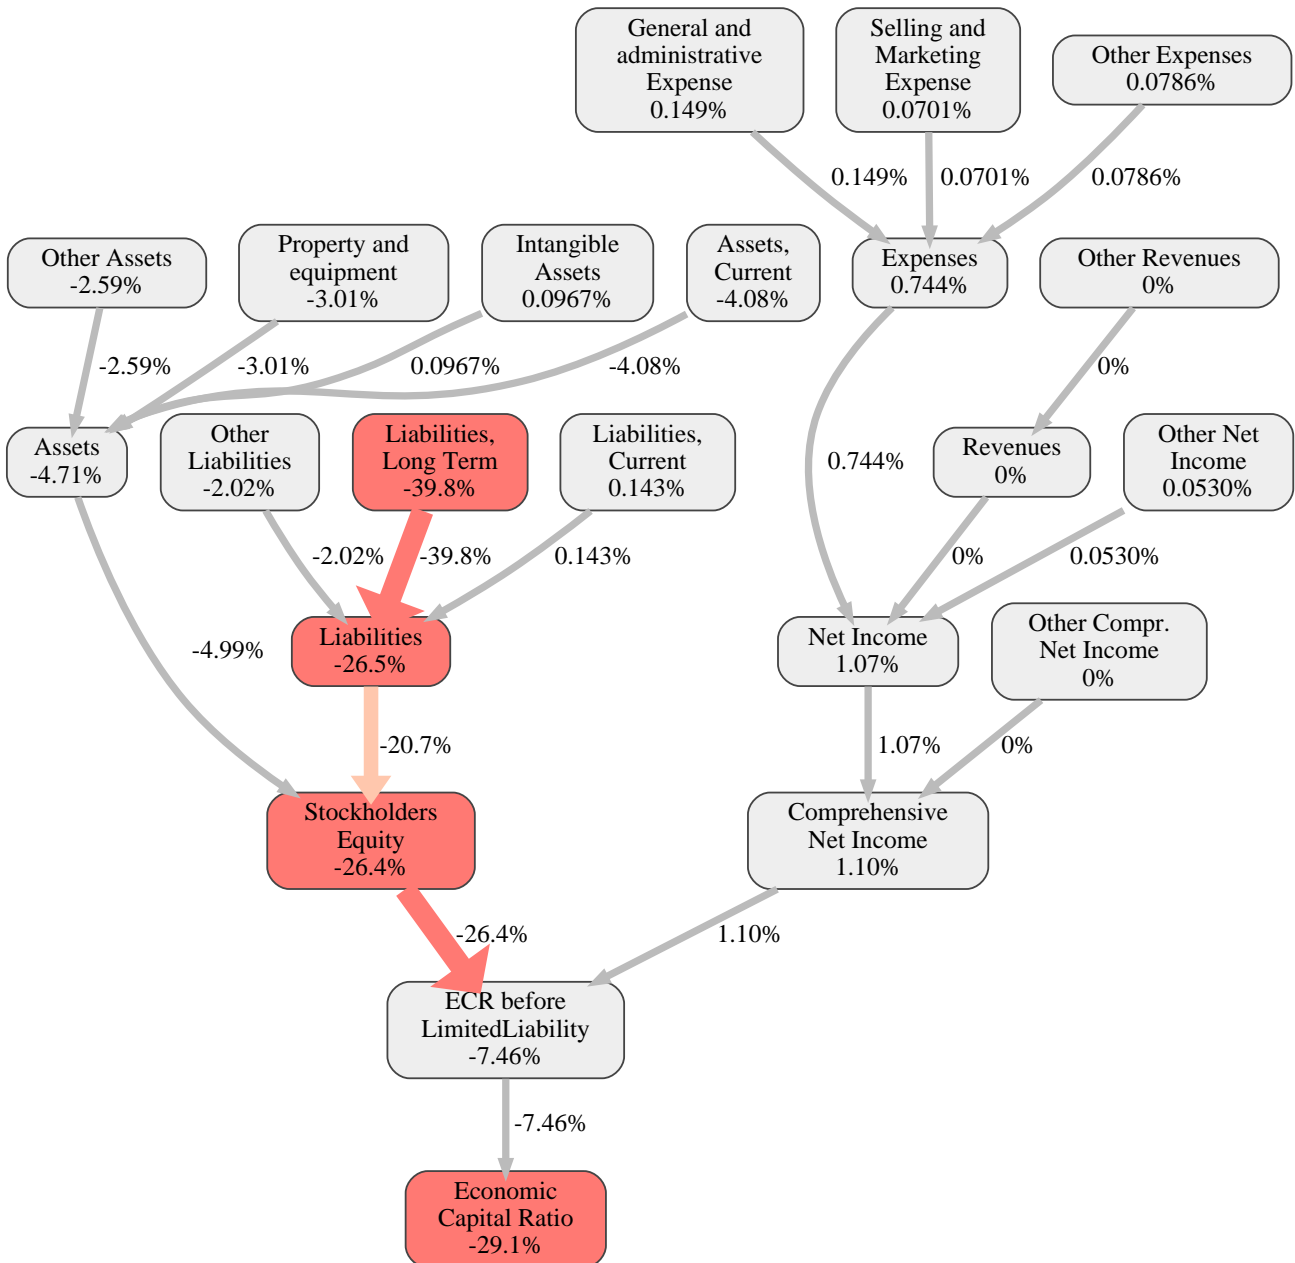 General and
administrative
Expense
0.149%
Selling and
Marketing
Expense
0.0701%
Other Expenses
0.0786%
0.149%
0.0701%
0.0786%
Other Assets
-2.59%
Property and
equipment
-3.01%
Intangible
Assets
0.0967%
Assets,
Current
-4.08%
Expenses
0.744%
Other Revenues
0%
-2.59%
-3.01%
0.0967%
-4.08%
0%
Assets
-4.71%
Other
Liabilities
-2.02%
Liabilities,
Long Term
-39.8%
Liabilities,
Current
0.143%
0.744%
Revenues
0%
Other Net
Income
0.0530%
-2.02%
-39.8%
0.143%
0%
0.0530%
-4.99%
Liabilities
-26.5%
Net Income
1.07%
Other Compr.
Net Income
0%
-20.7%
1.07%
0%
Stockholders
Equity
-26.4%
Comprehensive
Net Income
1.10%
-26.4%
1.10%
ECR before
LimitedLiability
-7.46%
-7.46%
Economic
Capital Ratio
-29.1%